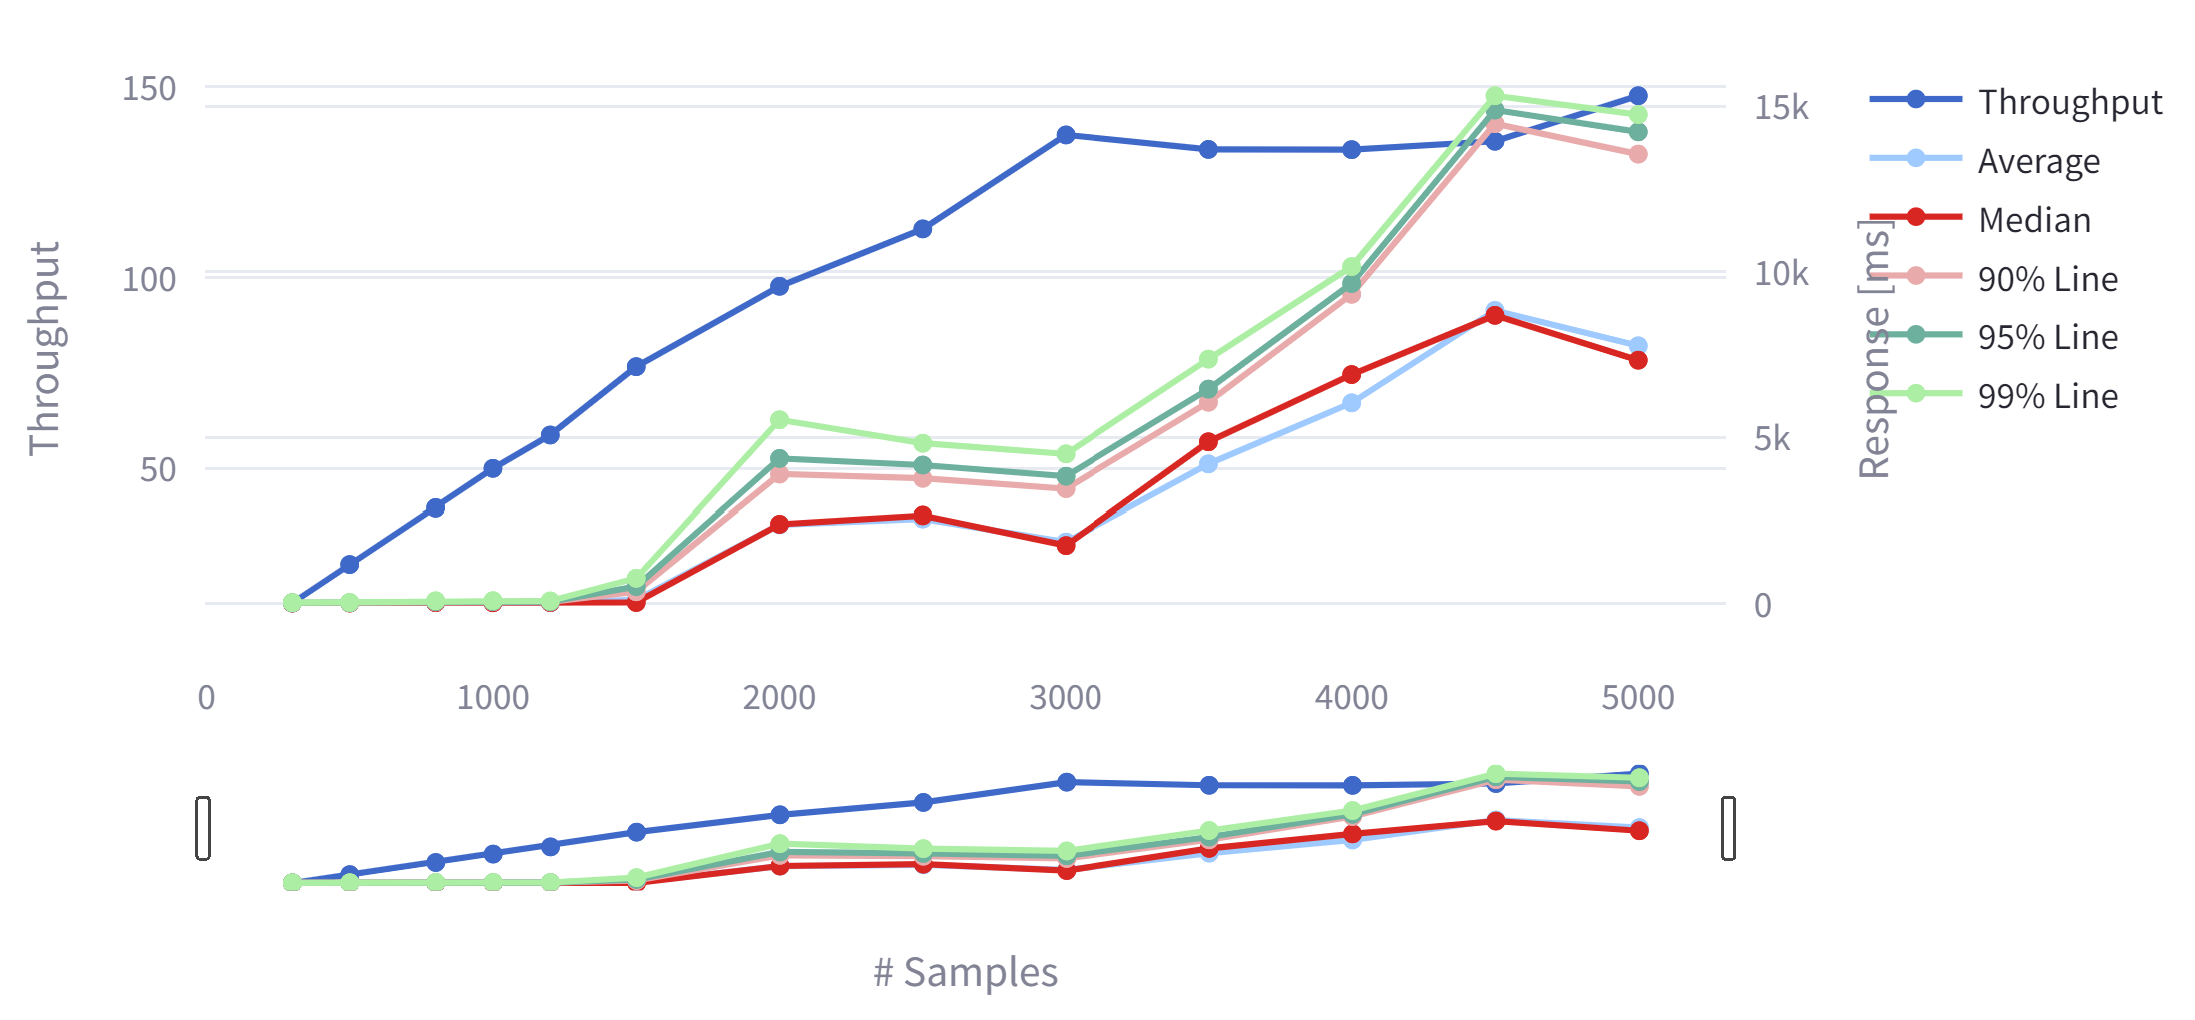 150
100
50
Throughput
15k
10k
5k
0
Response [ms]
Throughput
Average
Median
90% Line
95% Line
99% Line
0
1000
2000
3000
4000
5000
# Samples